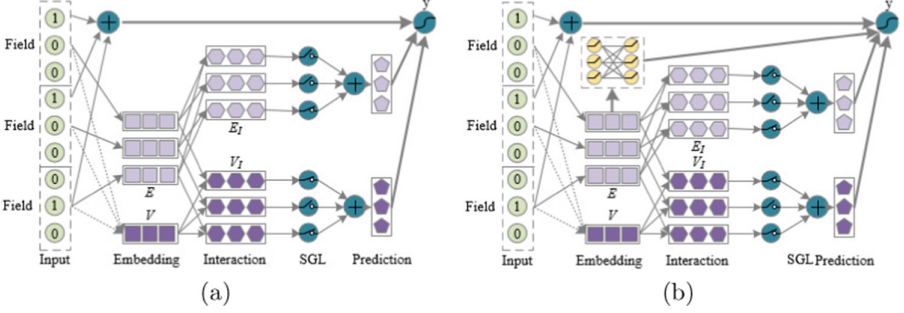 y
1
Field
0
0
1
Field
0
0
0
Field
1
0
E_I
V_I
E
V
Input
Embedding
Interaction
SGL
Prediction
(a)
y
1
Field
0
0
1
Field
0
0
0
Field
1
0
E_I
V_I
E
V
Input
Embedding
Interaction
SGL
Prediction
(b)